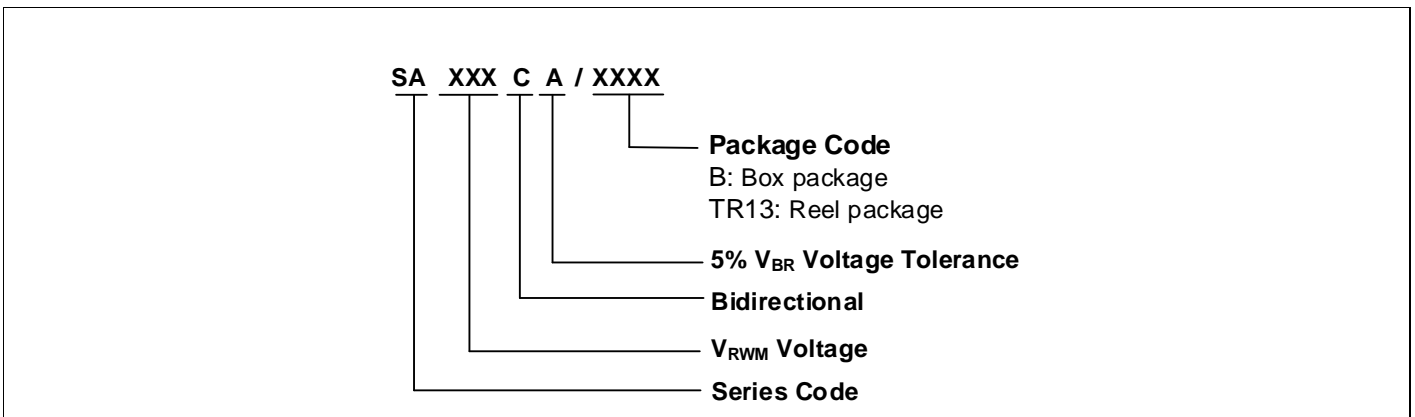 SA XXX C A / XXXX
Package Code
B: Box package
TR13: Reel package
5% VBR Voltage Tolerance
Bidirectional
VRWM Voltage
Series Code